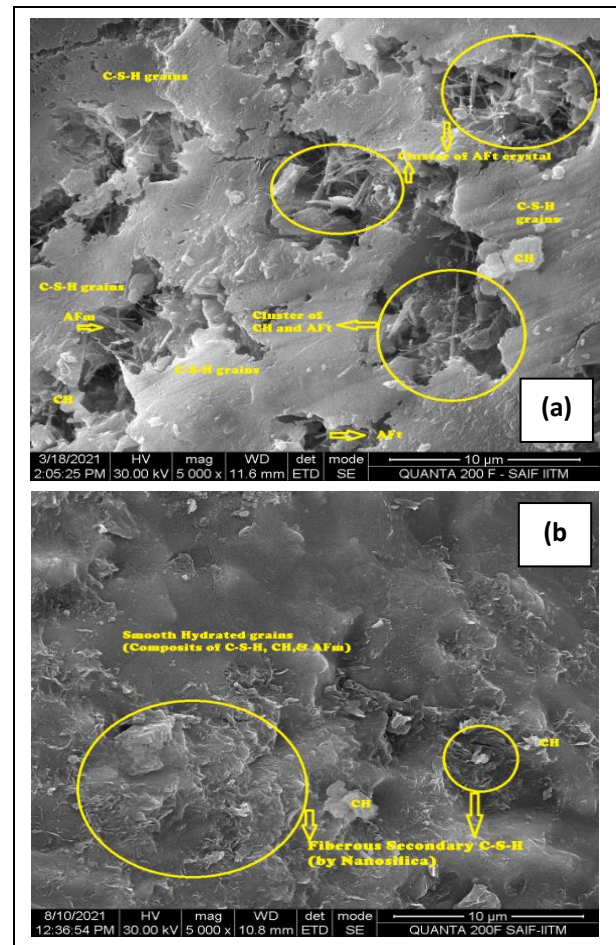 C-S-H grains
Cluster of AFt crystal
C-S-H
grains
CH
C-S-H grains
AFm
Cluster of
CH and AFt
C-S-H grains
CH
AFt
(a)
3/18/2021 HV mag WD det mode 10 µm
2:05:25 PM 30.00 kV 5 000 x 11.6 mm ETD SE QUANTA 200 F - SAIF IITM
(b
Smooth Hydrated grains
(Composits of C-S-H, CH,& AFm)
CH
CH
Fiberous Secondary C-S-H
(by Nanosilica)
8/10/2021 HV mag WD det mode 10 µm
12:36:54 PM 30.00 kV 5 000 x 10.8 mm ETD SE QUANTA 200F SAIF-IITM